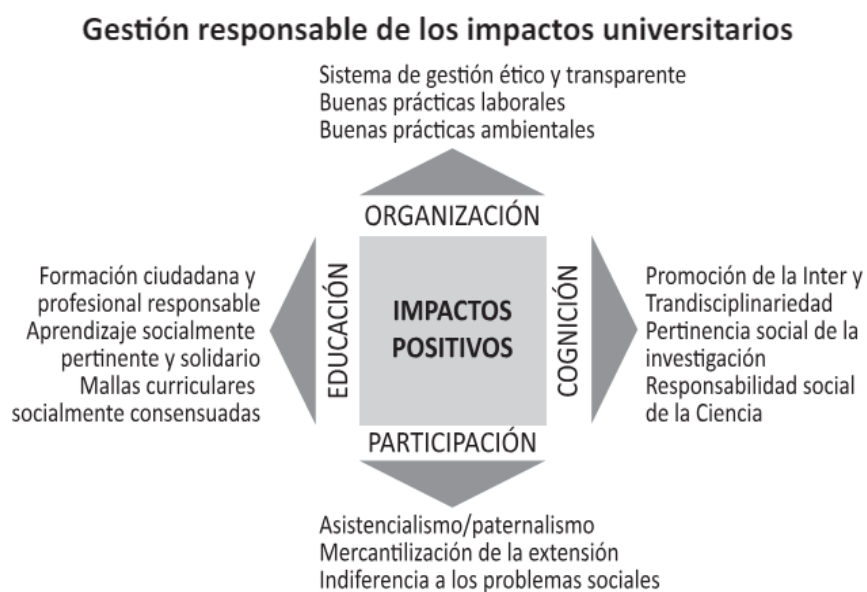 Gestión responsable de los impactos universitarios
Sistema de gestión ético y transparente
Buenas prácticas laborales
Buenas prácticas ambientales
ORGANIZACIÓN
Formación ciudadana y
profesional responsable
Aprendizaje socialmente
pertinente y solidario
Mallas curriculares
socialmente consensuadas
EDUCACIÓN
IMPACTOS
POSITIVOS
COGNICIÓN
Promoción de la Inter y
Trandisciplinariedad
Pertinencia social de la
investigación
Responsabilidad social
de la Ciencia
PARTICIPACIÓN
Asistencialismo/paternalismo
Mercantilización de la extensión
Indiferencia a los problemas sociales